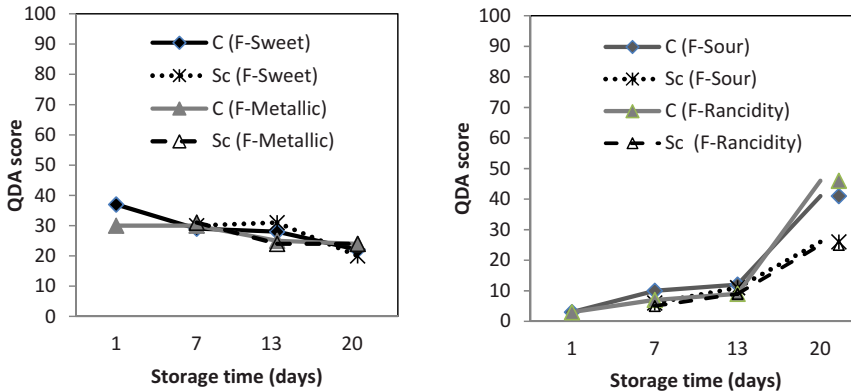 100
90
80
70
60
50
40
30
20
10
0
QDA score
C (F-Sweet)
Sc (F-Sweet)
C (F-Metallic)
Sc (F-Metallic)
1 7 13 20
Storage time (days)
100
90
80
70
60
50
40
30
20
10
0
QDA score
C (F-Sour)
Sc (F-Sour)
C (F-Rancidity)
Sc (F-Rancidity)
1 7 13 20
Storage time (days)